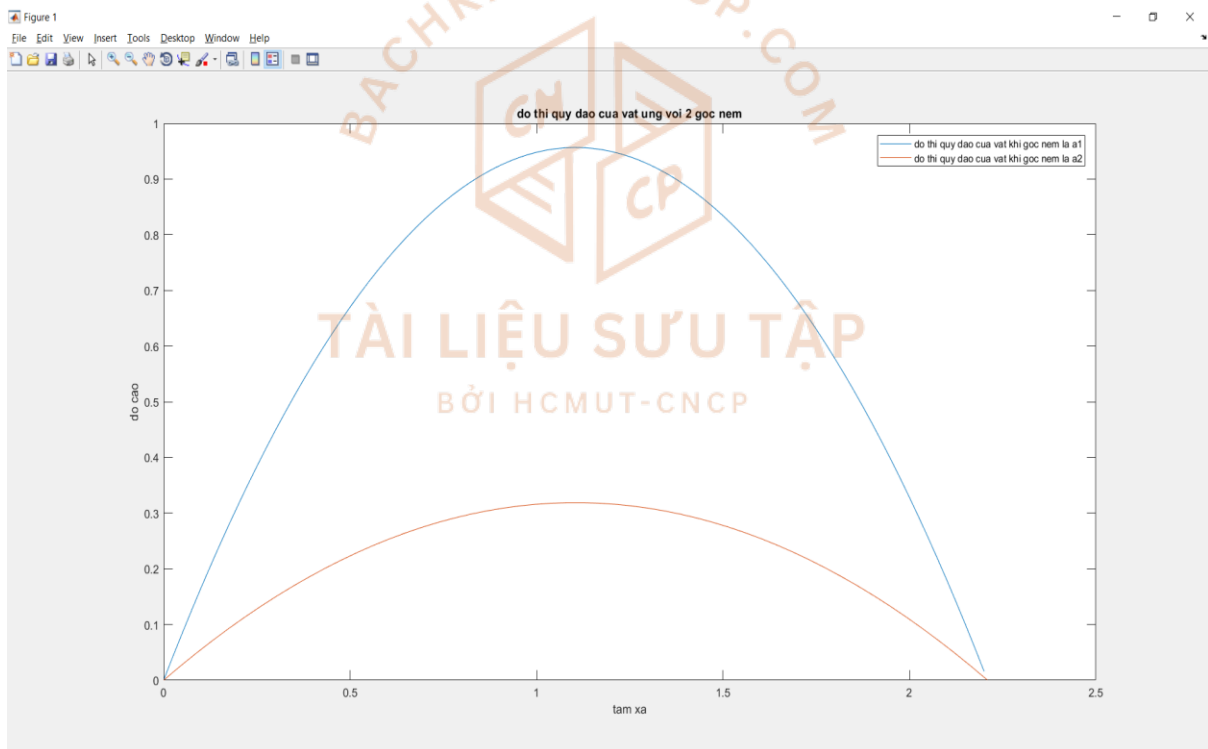 Figure 1
File Edit View Insert Tools Desktop Window Help
do thi quy dao cua vat ung voi 2 goc nem
do thi quy dao cua vat khi goc nem la a1
do thi quy dao cua vat khi goc nem la a2
1
0.9
0.8
0.7
0.6
0.5
0.4
0.3
0.2
0.1
0
do cao
0 0.5 1 1.5 2 2.5
tam xa
CN
CP
TÀI LIỆU SƯU TẬP
BỞI HCMUT-CNCP